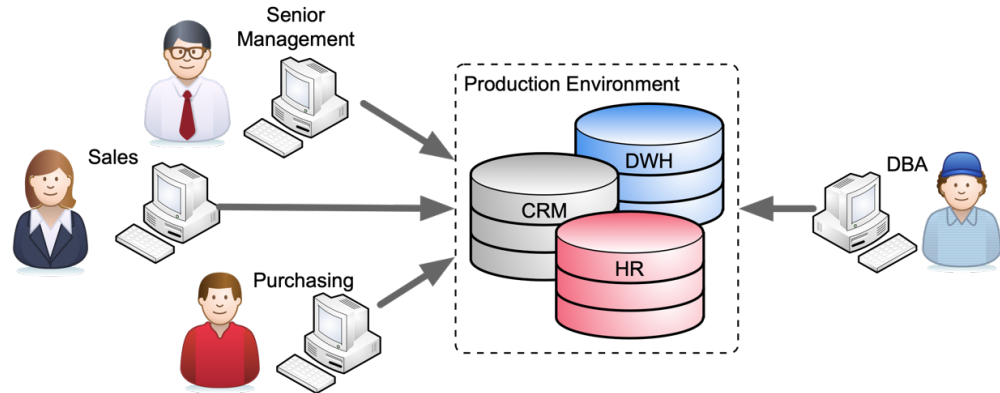 Senior
Management
Sales
Purchasing
Production Environment
DWH
CRM
HR
DBA